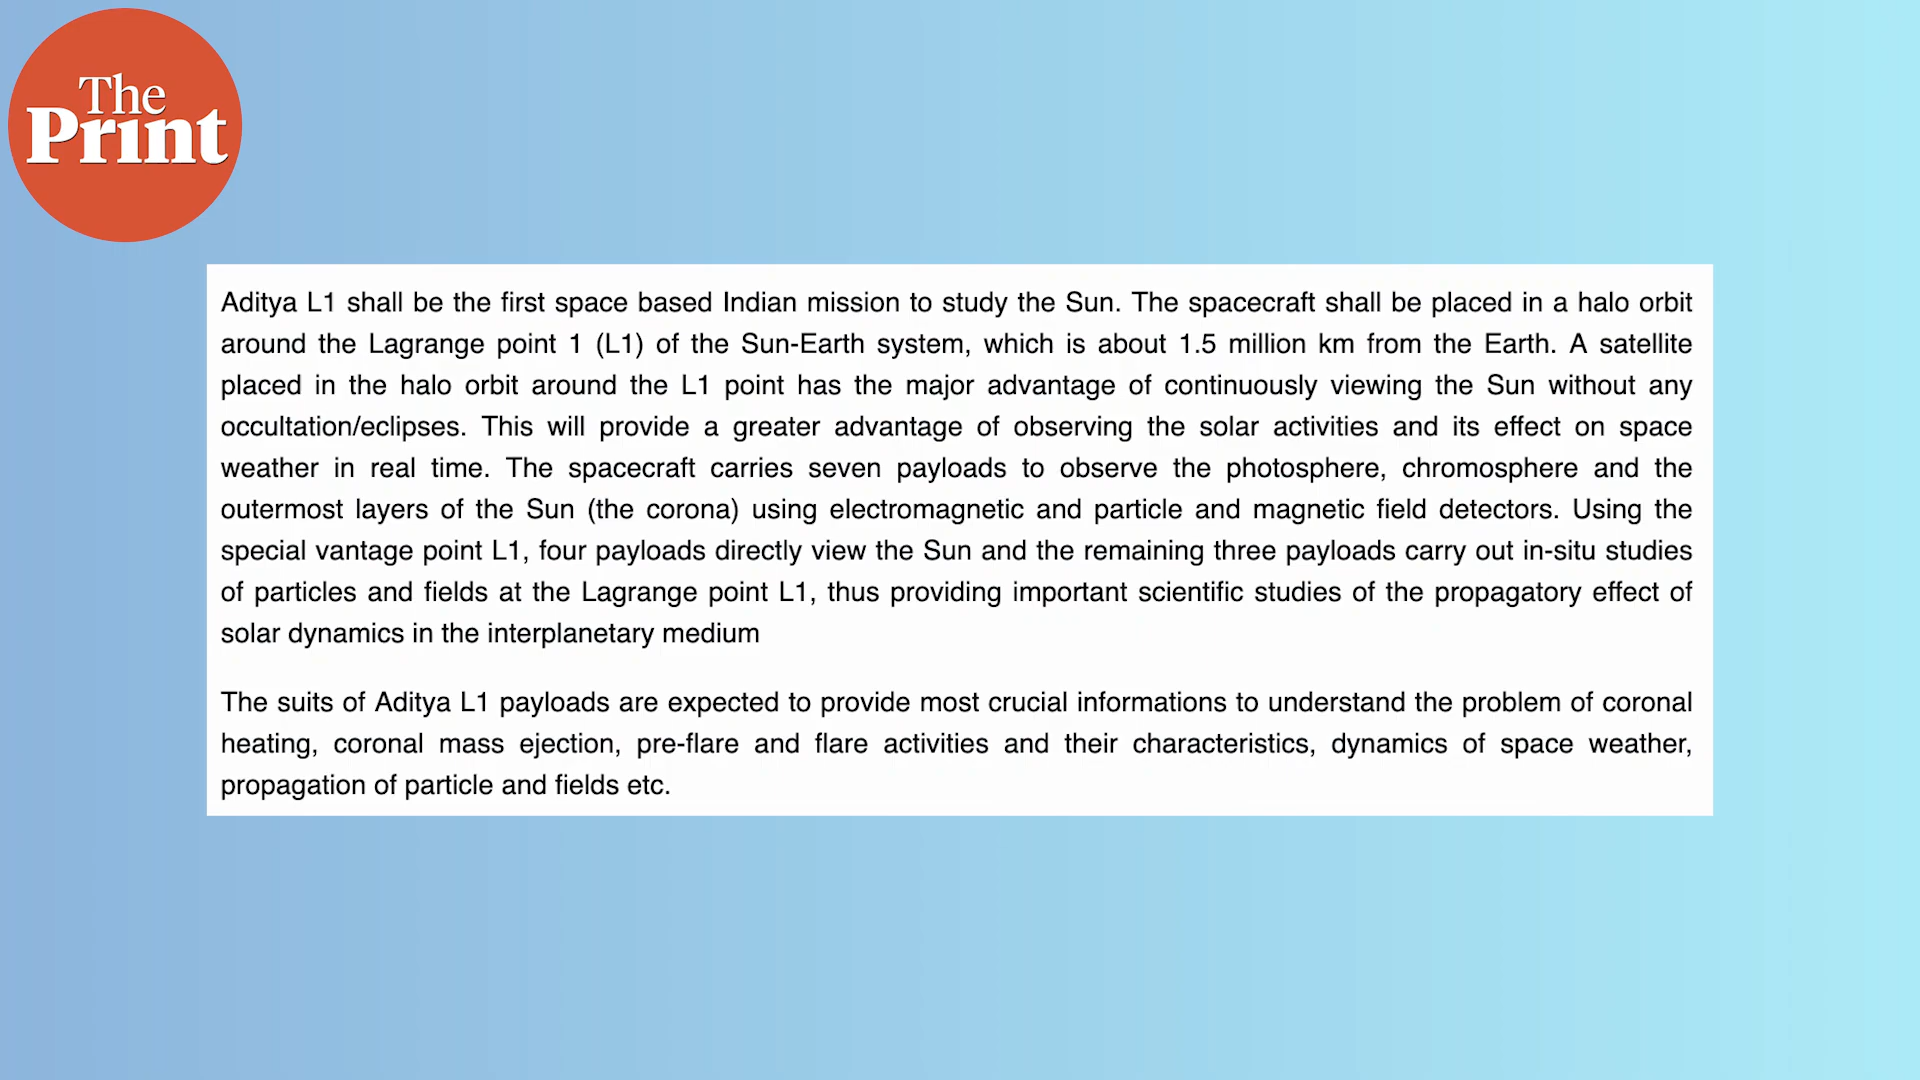 The
Print
Aditya L1 shall be the first space based Indian mission to study the Sun. The spacecraft shall be placed in a halo orbit
around the Lagrange point 1 (L1) of the Sun-Earth system, which is about 1.5 million km from the Earth. A satellite
placed in the halo orbit around the L1 point has the major advantage of continuously viewing the Sun without any
occultation/eclipses. This will provide a greater advantage of observing the solar activities and its effect on space
weather in real time. The spacecraft carries seven payloads to observe the photosphere, chromosphere and the
outermost layers of the Sun (the corona) using electromagnetic and particle and magnetic field detectors. Using the
special vantage point L1, four payloads directly view the Sun and the remaining three payloads carry out in-situ studies
of particles and fields at the Lagrange point L1, thus providing important scientific studies of the propagatory effect of
solar dynamics in the interplanetary medium
The suits of Aditya L1 payloads are expected to provide most crucial informations to understand the problem of coronal
heating, coronal mass ejection, pre-flare and flare activities and their characteristics, dynamics of space weather,
propagation of particle and fields etc.